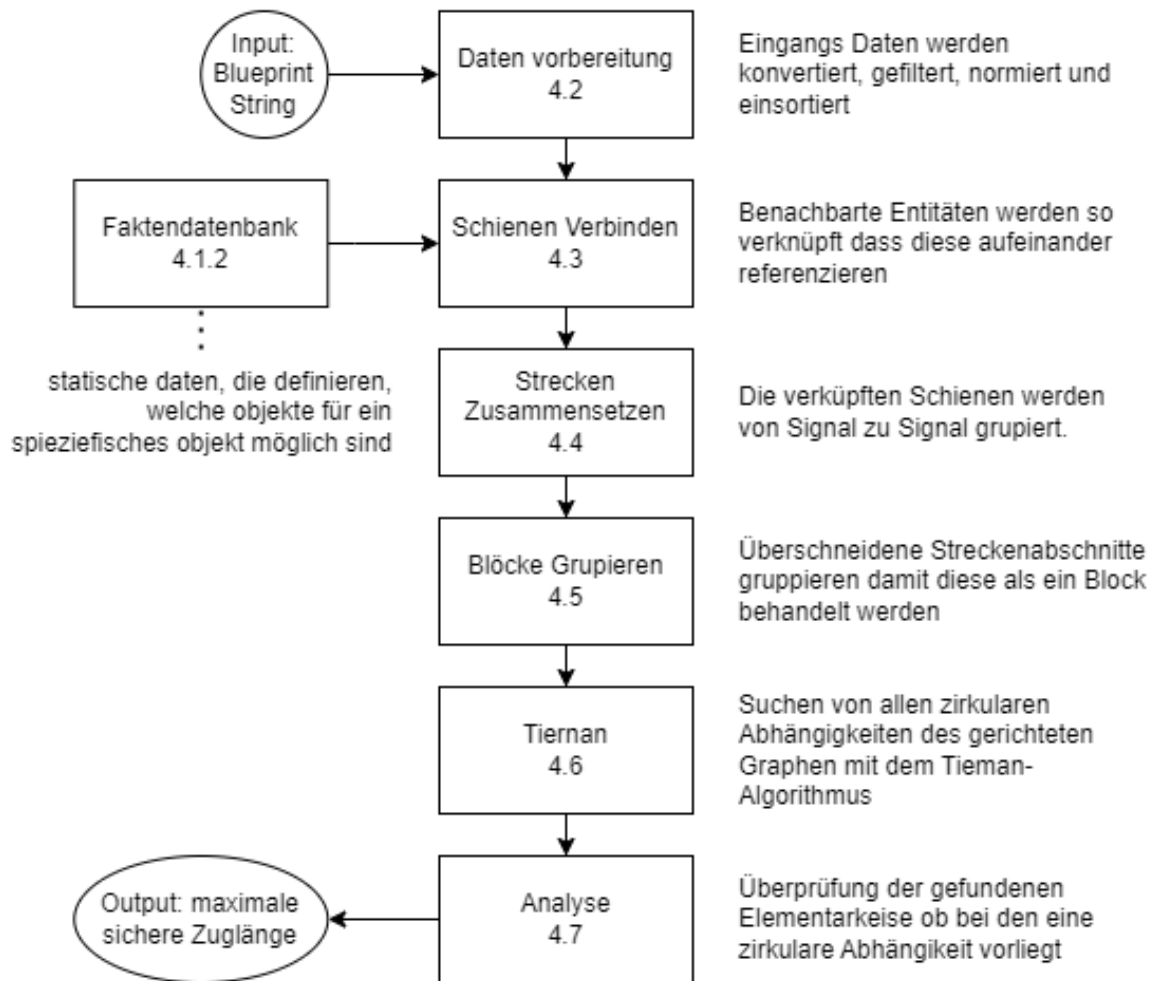 Input:
Blueprint
String
Daten vorbereitung
4.2
Eingangs Daten werden
konvertiert, gefiltert, normiert und
einsortiert
Faktendatenbank
4.1.2
Schienen Verbinden
4.3
Benachbarte Entitäten werden so
verknüpft dass diese aufeinander
referenzieren
statische daten, die definieren,
welche objekte für ein
spieziefisches objekt möglich sind
Strecken
Zusammensetzen
4.4
Die verküpften Schienen werden
von Signal zu Signal grupiert.
Blöcke Grupieren
4.5
Überschneidene Streckenabschnitte
gruppieren damit diese als ein Block
behandelt werden
Tiernan
4.6
Suchen von allen zirkularen
Abhängigkeiten des gerichteten
Graphen mit dem Tieman-
Algorithmus
Output: maximale
sichere Zuglänge
Analyse
4.7
Überprüfung der gefundenen
Elementarkeise ob bei den eine
zirkulare Abhängikeit vorliegt